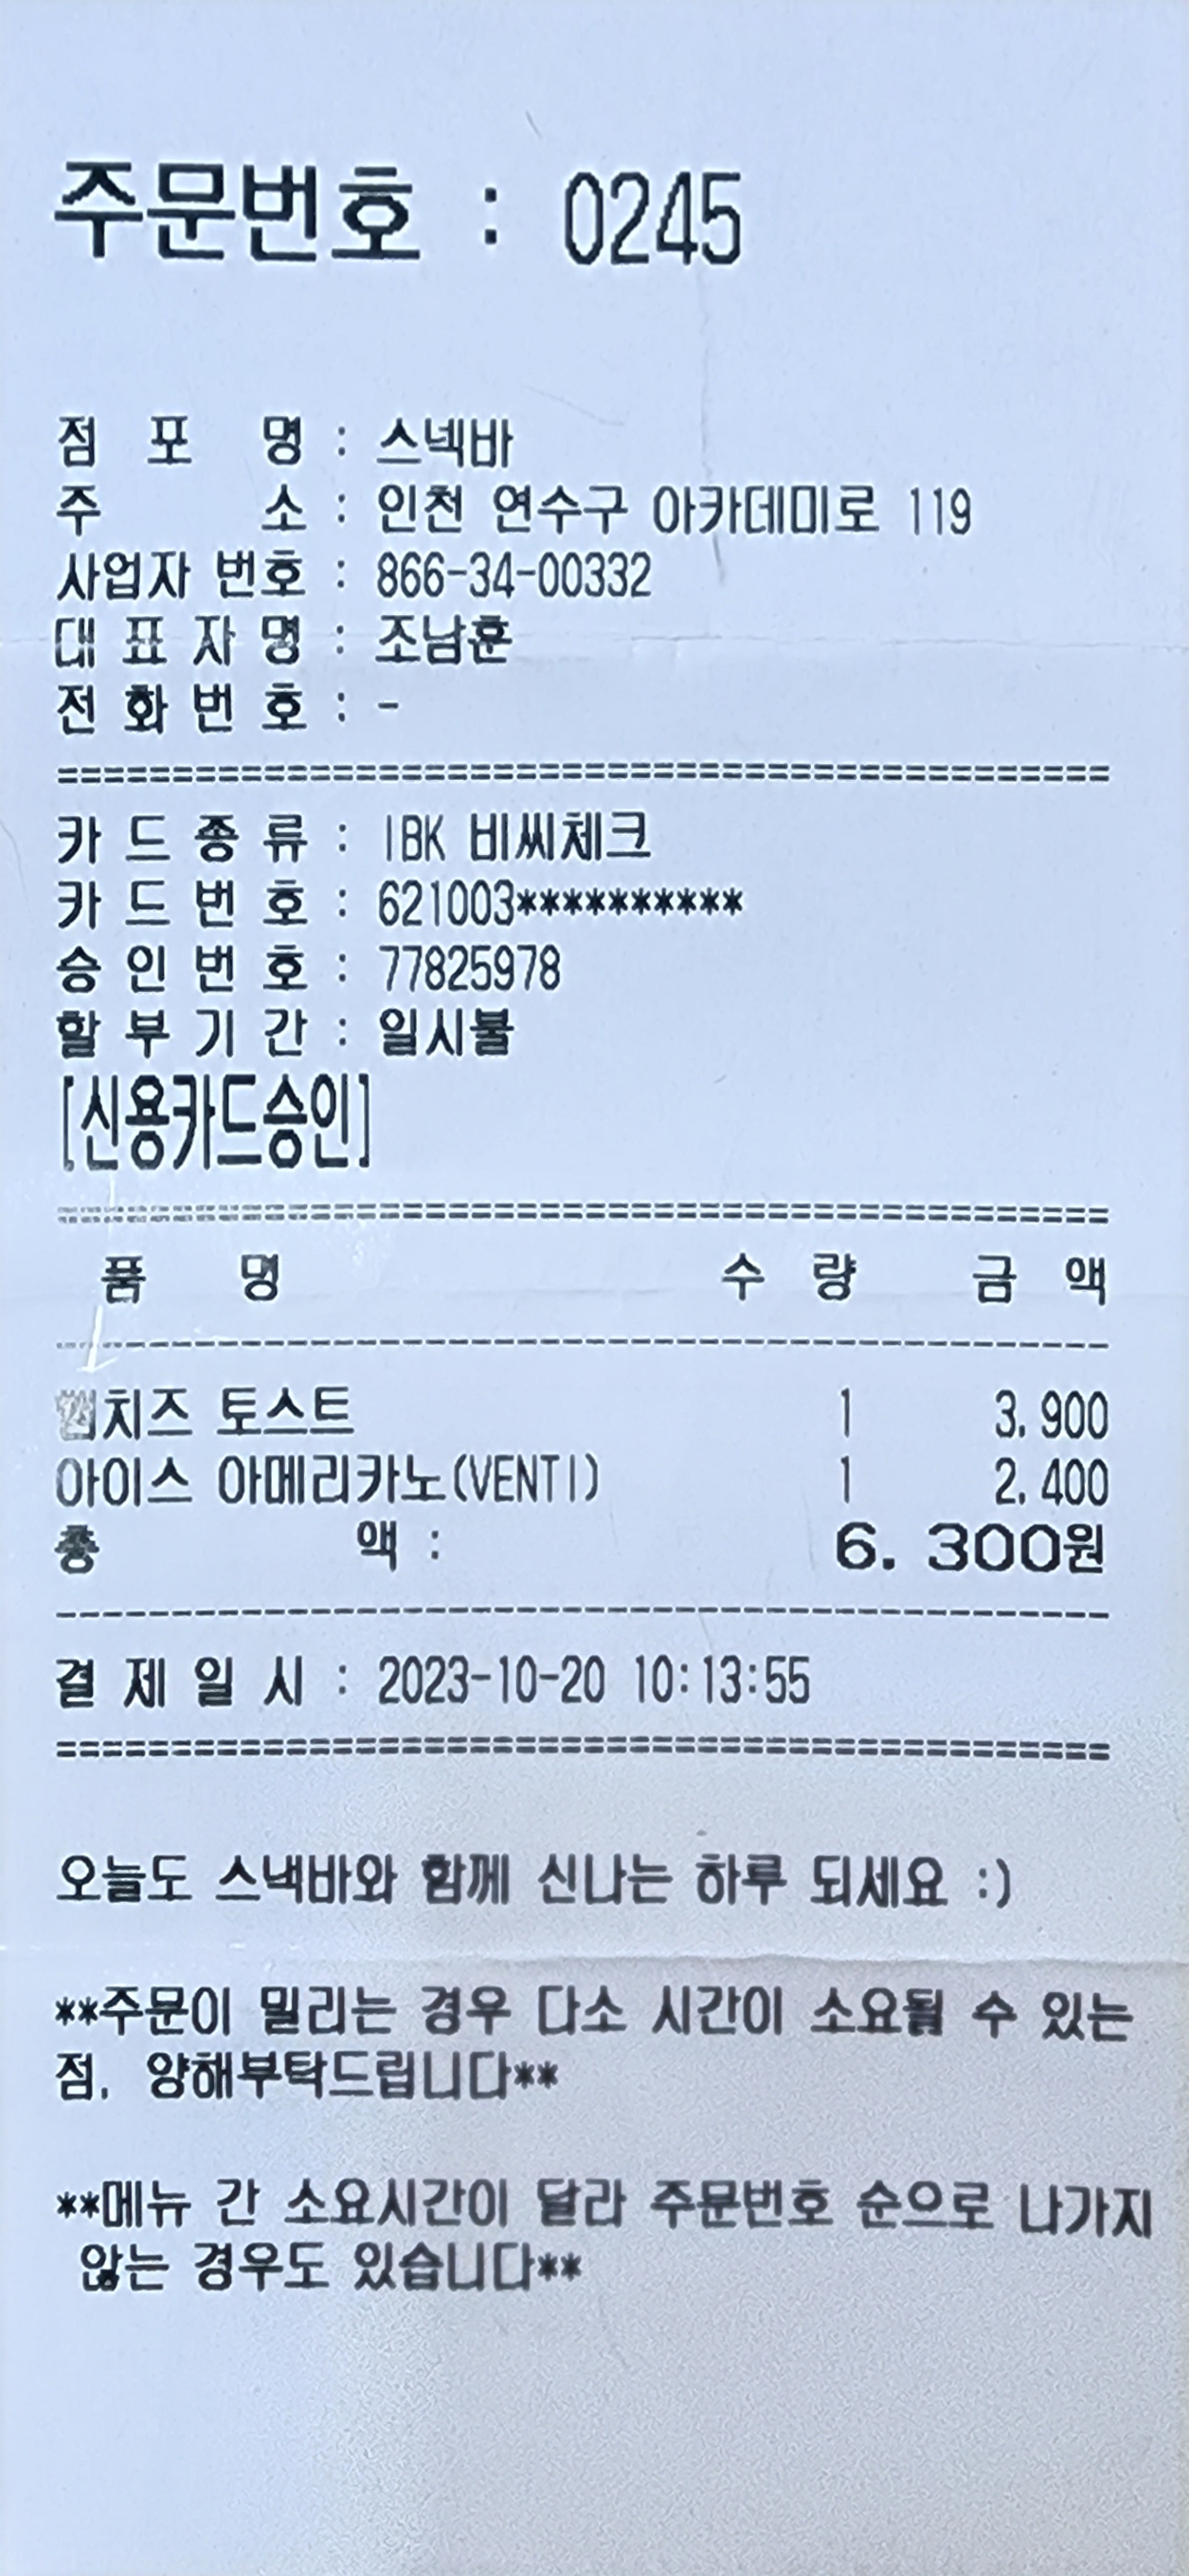 주문번호 : 0245
점 포 명 : 스넥바
주 소 : 인천 연수구 아카데미로 119
사업자 번호 : 866-34-00332
대 표 자 명 : 조남훈
전 화 번 호 : -
==============================================
카 드 종 류 : IBK 비씨체크
카 드 번 호 : 621003**********
승 인 번 호 : 77825978
할 부 기 간 : 일시불
[신용카드승인]
==============================================
품 명 수 량 금 액
----------------------------------------------
토스트 1 3,900
아이스 아메리카노(VENTI) 1 2,400
총 액 : 6,300원
----------------------------------------------
결 제 일 시 : 2023-10-20 10:13:55
==============================================
오늘도 스낵바와 함께 신나는 하루 되세요 :)
**주문이 밀리는 경우 다소 시간이 소요될 수 있는
점, 양해부탁드립니다**
**메뉴 간 소요시간이 달라 주문번호 순으로 나가지
않는 경우도 있습니다**